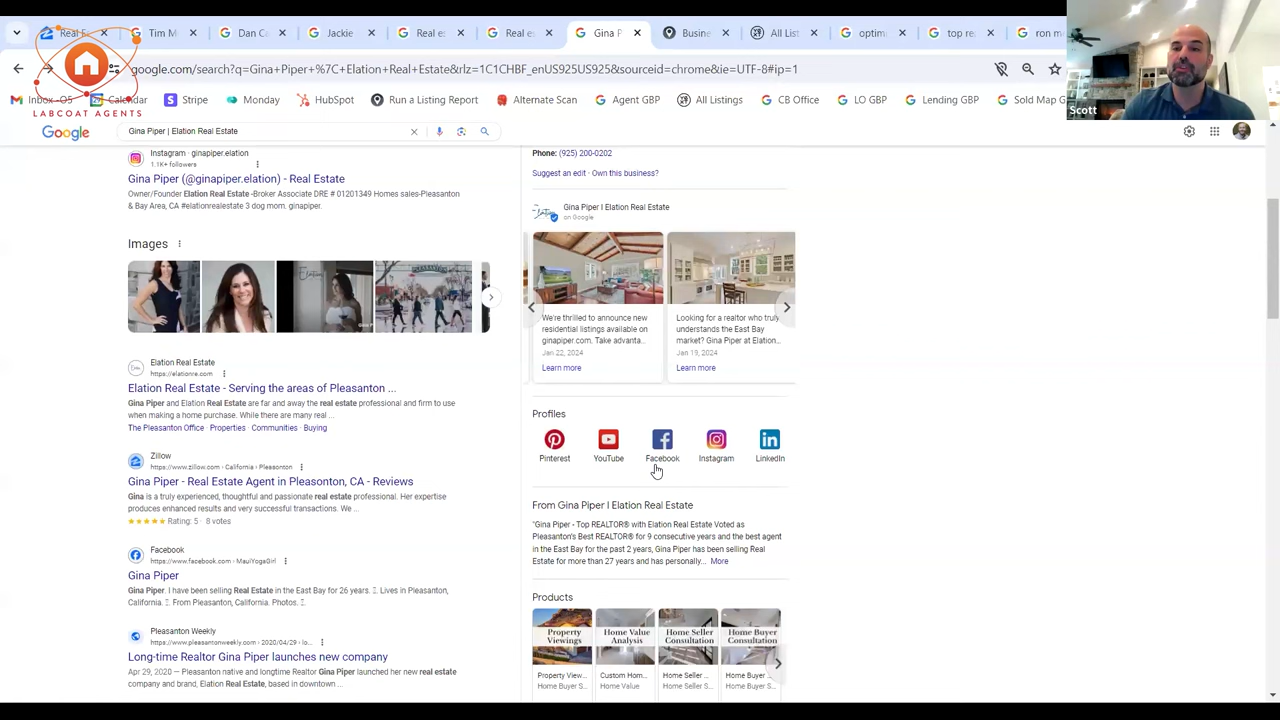 Real E
Tim M
Dan C
Jackie
Real e
Real e
Gina P
Busine
All List
optimi
top re
ron m
google.com/search?q=Gina+Piper+%7C+Elation+Real+Estate&rlz=1C1CHBF_enUS925US925&sourceid=chrome&ie=UTF-8#ip=1
Inbox - O5
Calendar
Stripe
Monday
HubSpot
Run a Listing Report
Alternate Scan
Agent GBP
All Listings
CB Office
LO GBP
Lending GBP
Sold Map G
LABCOAT AGENTS
Scott
Google
Gina Piper | Elation Real Estate
Instagram · ginapiper.elation
1.1K+ followers
Gina Piper (@ginapiper.elation) - Real Estate
Owner/Founder Elation Real Estate -Broker Associate DRE # 01201349 Homes sales-Pleasanton
& Bay Area, CA #elationrealestate 3 dog mom. ginapiper.
Images
Elation Real Estate
https://elationre.com
Elation Real Estate - Serving the areas of Pleasanton ...
Gina Piper and Elation Real Estate are far and away the real estate professional and firm to use
when making a home purchase. While there are many real ...
The Pleasanton Office · Properties · Communities · Buying
Zillow
https://www.zillow.com › California › Pleasanton
Gina Piper - Real Estate Agent in Pleasonton, CA - Reviews
Gina is a truly experienced, thoughtful and passionate real estate professional. Her expertise
produces enhanced results and very successful transactions. We ...
Rating: 5 · 8 votes
Facebook
https://www.facebook.com › MauiYogaGirl
Gina Piper
Gina Piper. I have been selling Real Estate in the East Bay for 26 years. Lives in Pleasanton,
California. From Pleasanton, California. Photos.
Pleasanton Weekly
https://www.pleasantonweekly.com › 2020/04/29 › lo...
Long-time Realtor Gina Piper launches new company
Apr 29, 2020 — Pleasanton native and longtime Realtor Gina Piper launched her new real estate
company and brand, Elation Real Estate, based in downtown ...
Phone: (925) 200-0202
Suggest an edit · Own this business?
Elation
Gina Piper I Elation Real Estate
on Google
We're thrilled to announce new
residential listings available on
ginapiper.com. Take advanta...
Jan 22, 2024
Learn more
Looking for a realtor who truly
understands the East Bay
market? Gina Piper at Elation...
Jan 19, 2024
Learn more
Profiles
Pinterest
YouTube
Facebook
Instagram
LinkedIn
From Gina Piper I Elation Real Estate
"Gina Piper - Top REALTOR® with Elation Real Estate Voted as
Pleasanton's Best REALTOR® for 9 consecutive years and the best agent
in the East Bay for the past 2 years, Gina Piper has been selling Real
Estate for more than 27 years and has personally... More
Products
Property
Viewings
Home Value
Analysis
Home Seller
Consultation
Home Buyer
Consultation
Property View...
Home Buyer S...
Custom Hom...
Home Value
Home Seller ...
Home Seller S...
Home Buyer ...
Home Buyer S...